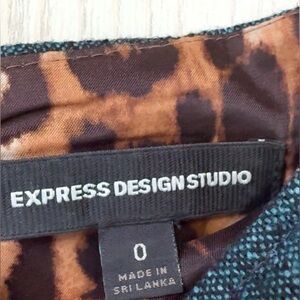 EXPRESS DESIGN STUDIO
0
MADE IN
SRI LANKA